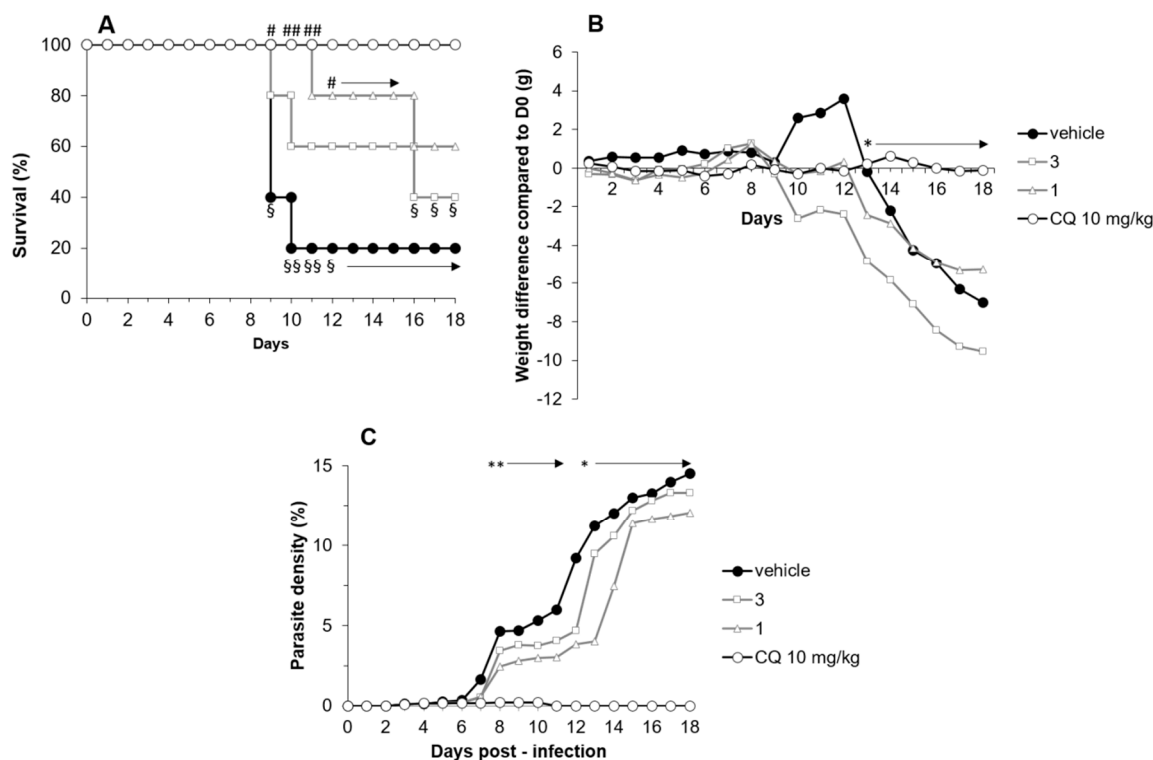 A
# ## ##
100
#
80
60
40
§ § § §
20
§§ §§ §
0
0 2 4 6 8 10 12 14 16 18
Days
Survival (%)
B
6
4
2
*
0
2 4 6 8 10 12 14 16 18
Days
-2
-4
-6
-8
-10
-12
Weight difference compared to D0 (g)
vehicle
3
1
CQ 10 mg/kg
C
** *
15
10
5
0
0 2 4 6 8 10 12 14 16 18
Days post - infection
Parasite density (%)
vehicle
3
1
CQ 10 mg/kg